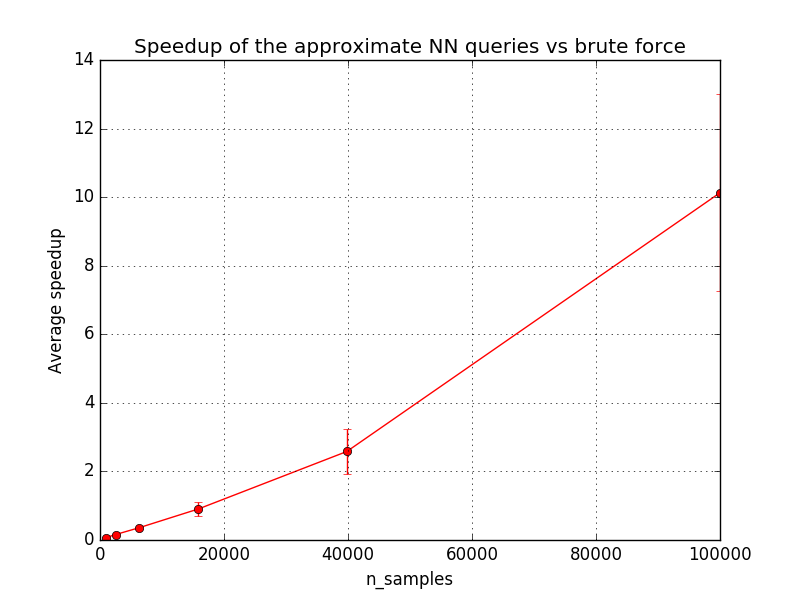 Speedup of the approximate NN queries vs brute force
14
12
10
8
6
4
2
0
Average speedup
0 20000 40000 60000 80000 100000
n_samples